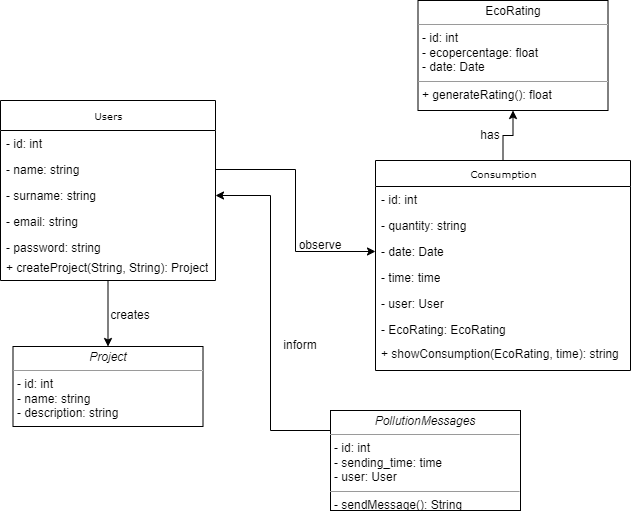 EcoRating
- id: int
- ecopercentage: float
- date: Date
+ generateRating(): float
has
Users
- id: int
- name: string
- surname: string
- email: string
- password: string
+ createProject(String, String): Project
observe
Consumption
- id: int
- quantity: string
- date: Date
- time: time
- user: User
- EcoRating: EcoRating
+ showConsumption(EcoRating, time): string
creates
inform
Project
- id: int
- name: string
- description: string
PollutionMessages
- id: int
- sending_time: time
- user: User
- sendMessage(): String